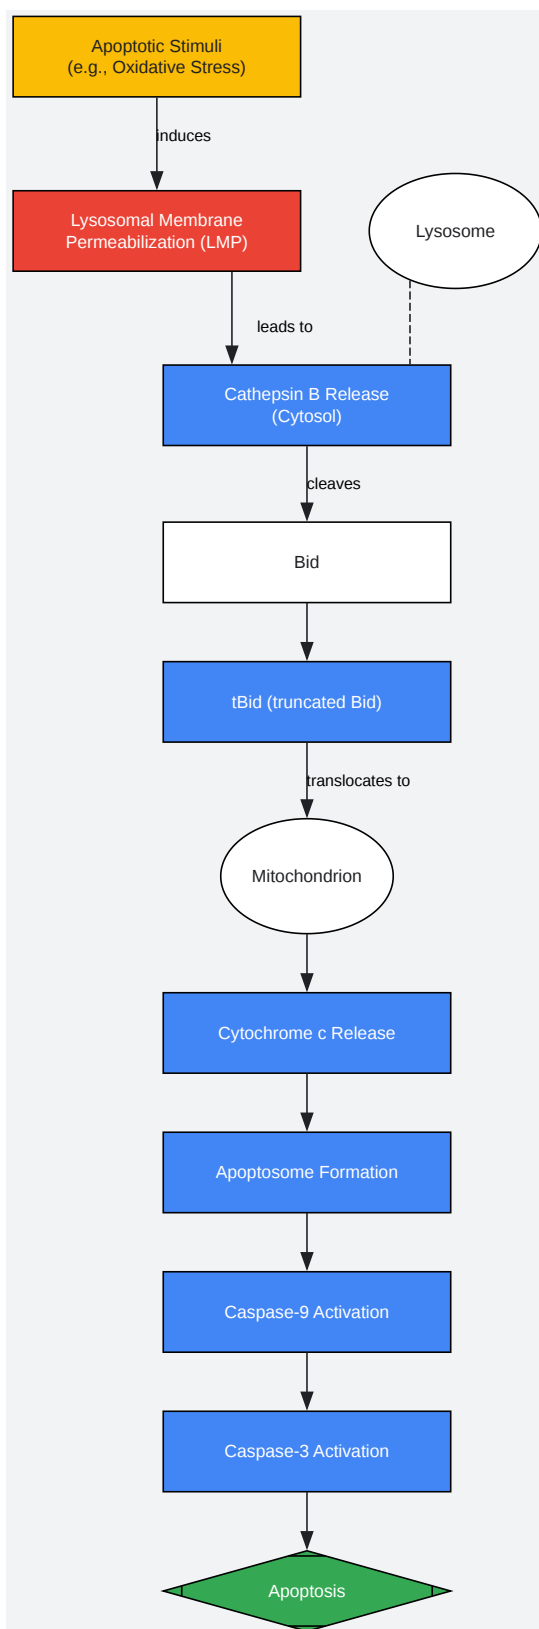 Apoptotic Stimuli
(e.g., Oxidative Stress)
induces
Lysosomal Membrane
Permeabilization (LMP)
Lysosome
leads to
Cathepsin B Release
(Cytosol)
cleaves
Bid
tBid (truncated Bid)
translocates to
Mitochondrion
Cytochrome c Release
Apoptosome Formation
Caspase-9 Activation
Caspase-3 Activation
Apoptosis